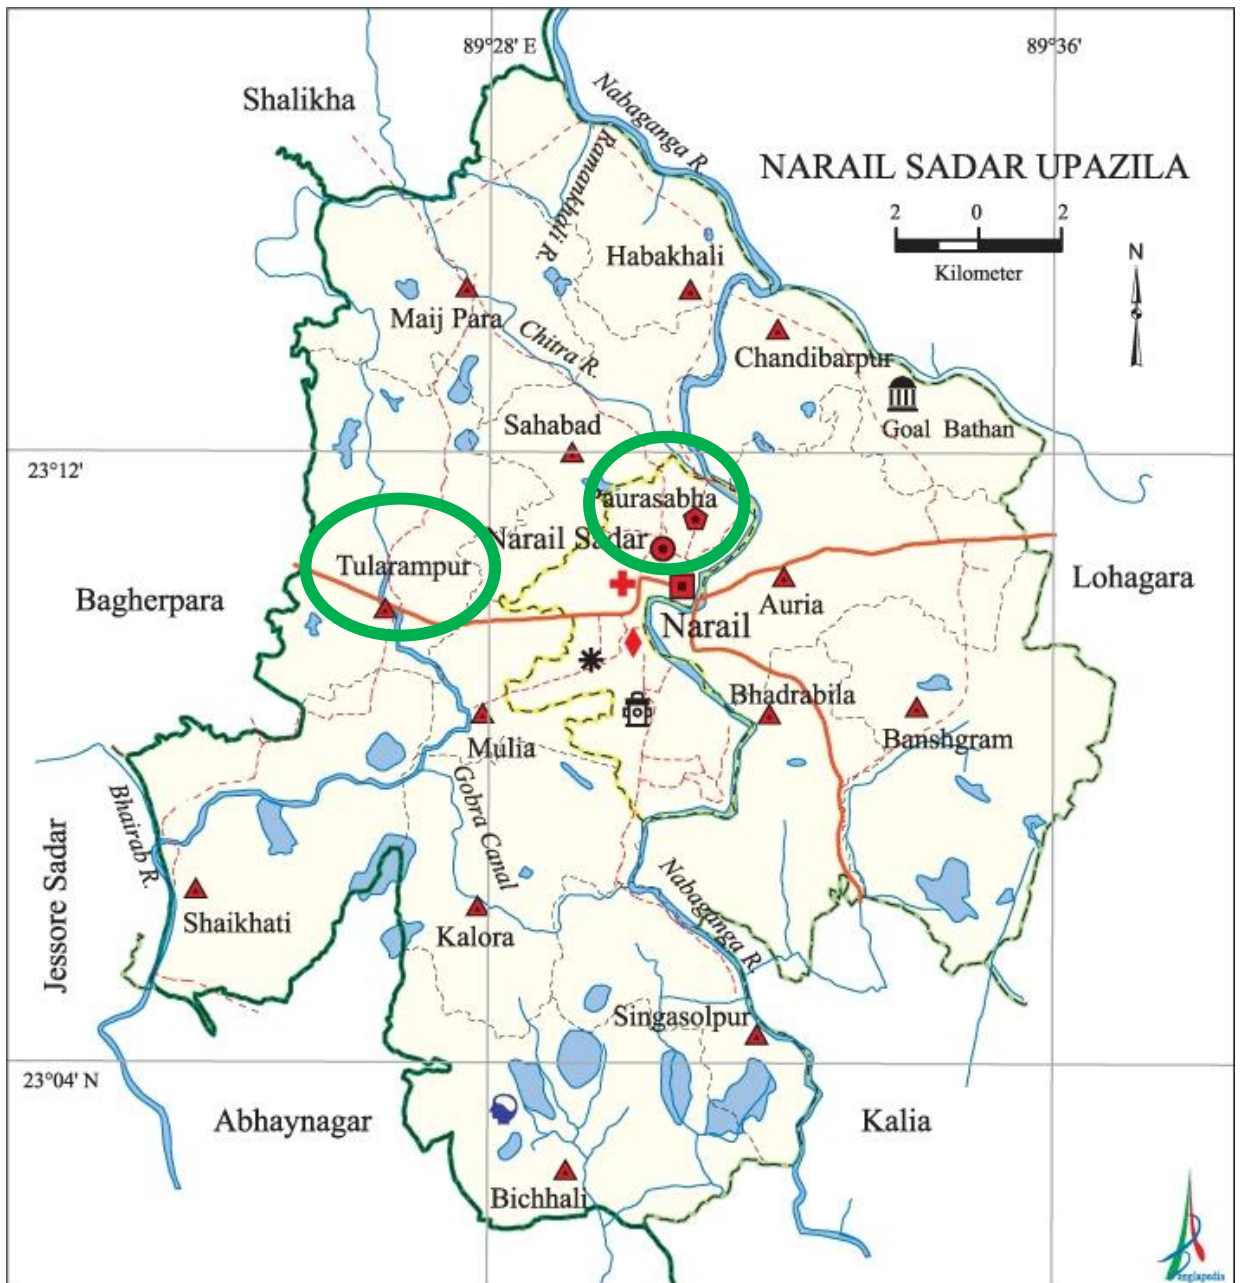 89°28' E
89°36'
Shalikha
Nabaganga R.
Ramankhali R.
NARAIL SADAR UPAZILA
2 0 2
Kilometer
N
Habakhali
Maij Para
Chitra R.
Chandibarpur
Sahabad
Goal Bathan
23°12'
Paurasabha
Narail Sadar
Tularampur
Lohagara
Bagherpara
Auria
Narail
Bhadrabila
Mulia
Banshgram
Gobra Canal
Bhairab R.
Jessore Sadar
Nabaganga R.
Shaikhati
Kalora
Singasolpur
23°04' N
Abhaynagar
Kalia
Bichhali
anglapedia